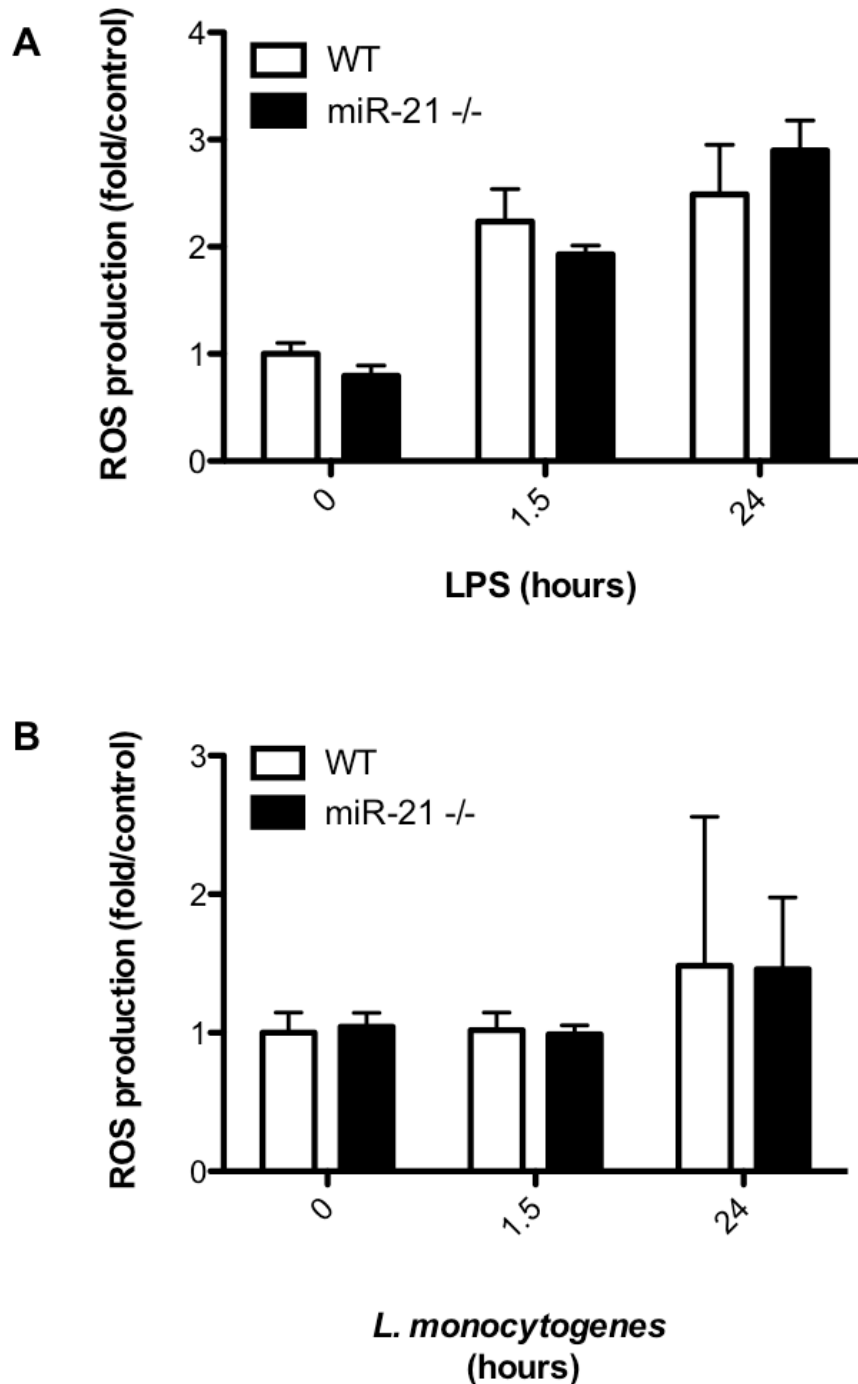 A
ROS production (fold/control)
4
3
2
1
0
WT
miR-21 -/-
0
1.5
24
LPS (hours)
B
ROS production (fold/control)
3
2
1
0
WT
miR-21 -/-
0
1.5
24
L. monocytogenes
(hours)